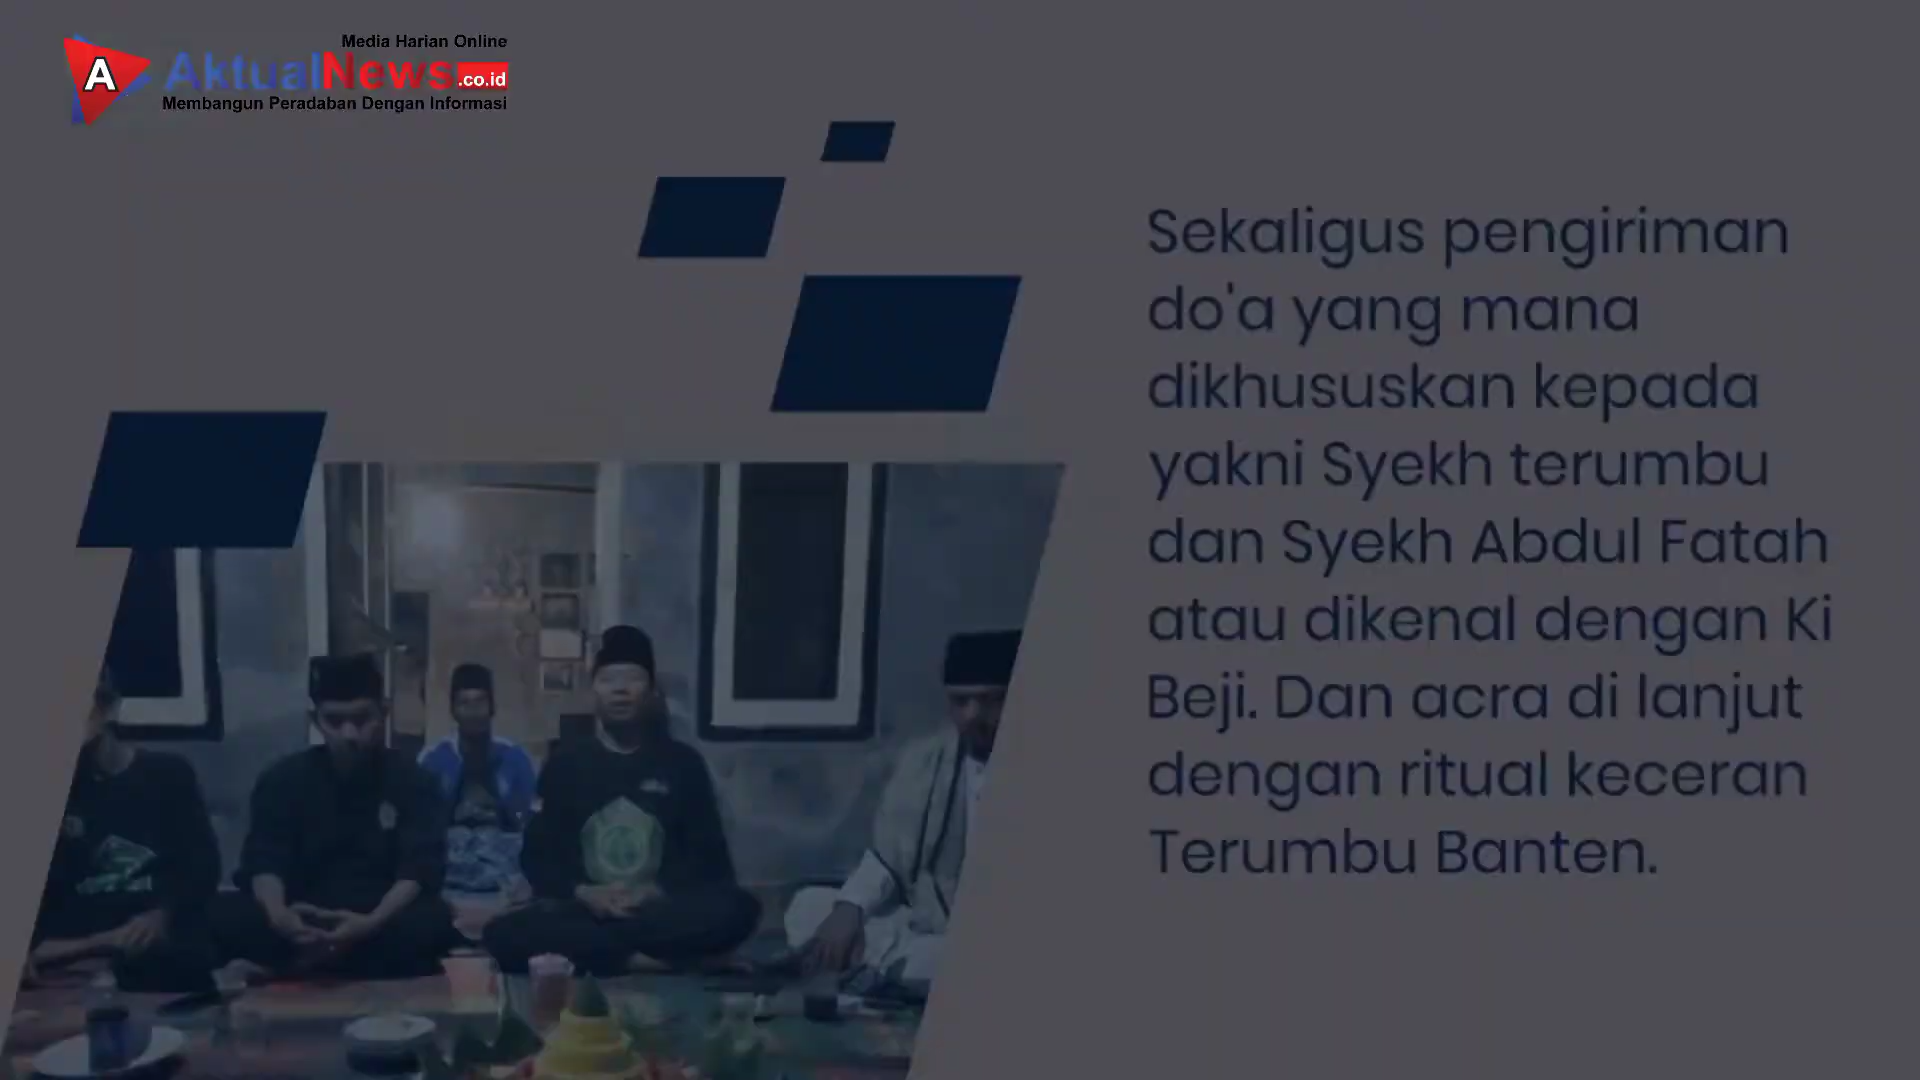 Media Harian Online
A
AktualNews.co.id
Membangun Peradaban Dengan Informasi
Sekaligus pengiriman
do'a yang mana
dikhususkan kepada
yakni Syekh terumbu
dan Syekh Abdul Fatah
atau dikenal dengan Ki
Beji. Dan acra di lanjut
dengan ritual keceran
Terumbu Banten.